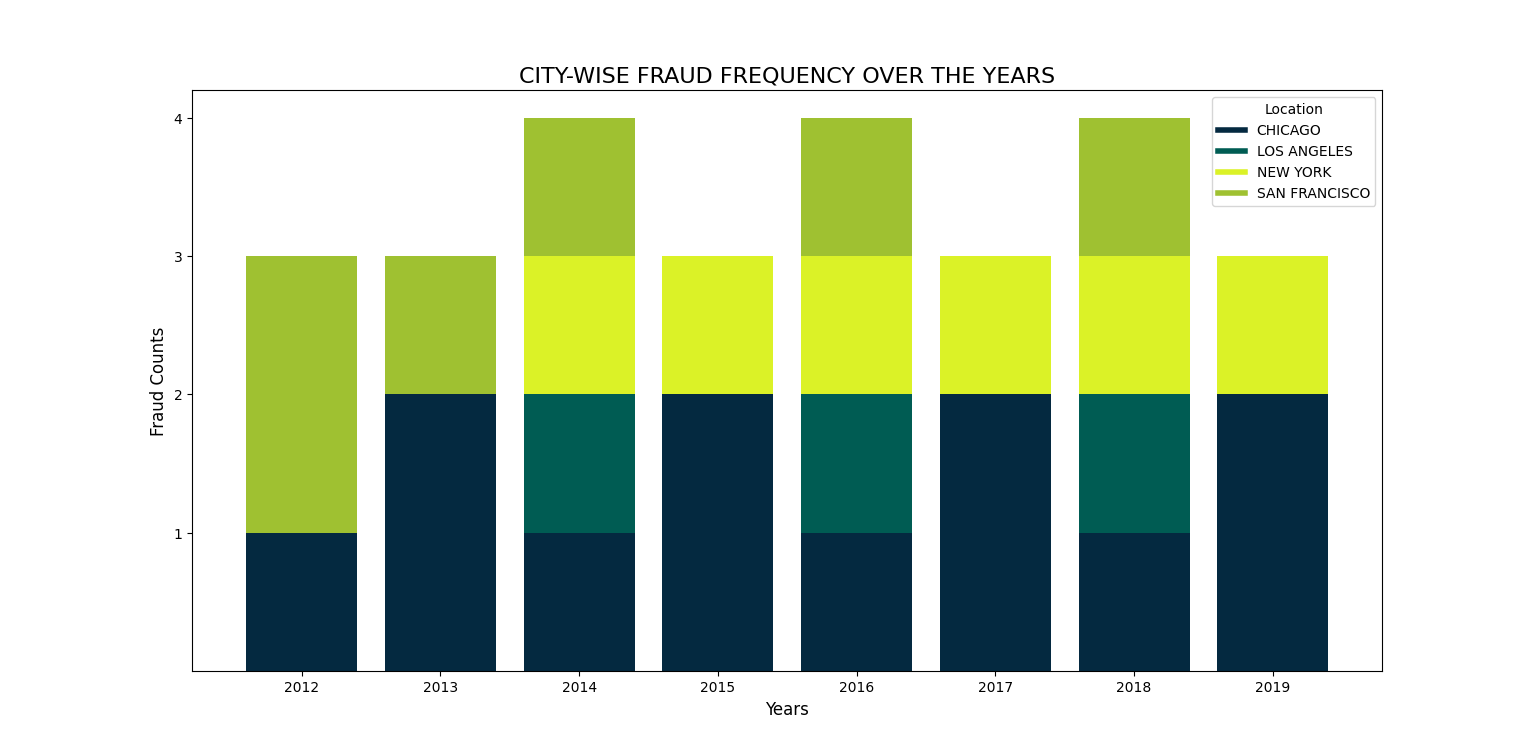 CITY-WISE FRAUD FREQUENCY OVER THE YEARS
Location
CHICAGO
LOS ANGELES
NEW YORK
SAN FRANCISCO
Fraud Counts
4
3
2
1
2012 2013 2014 2015 2016 2017 2018 2019
Years